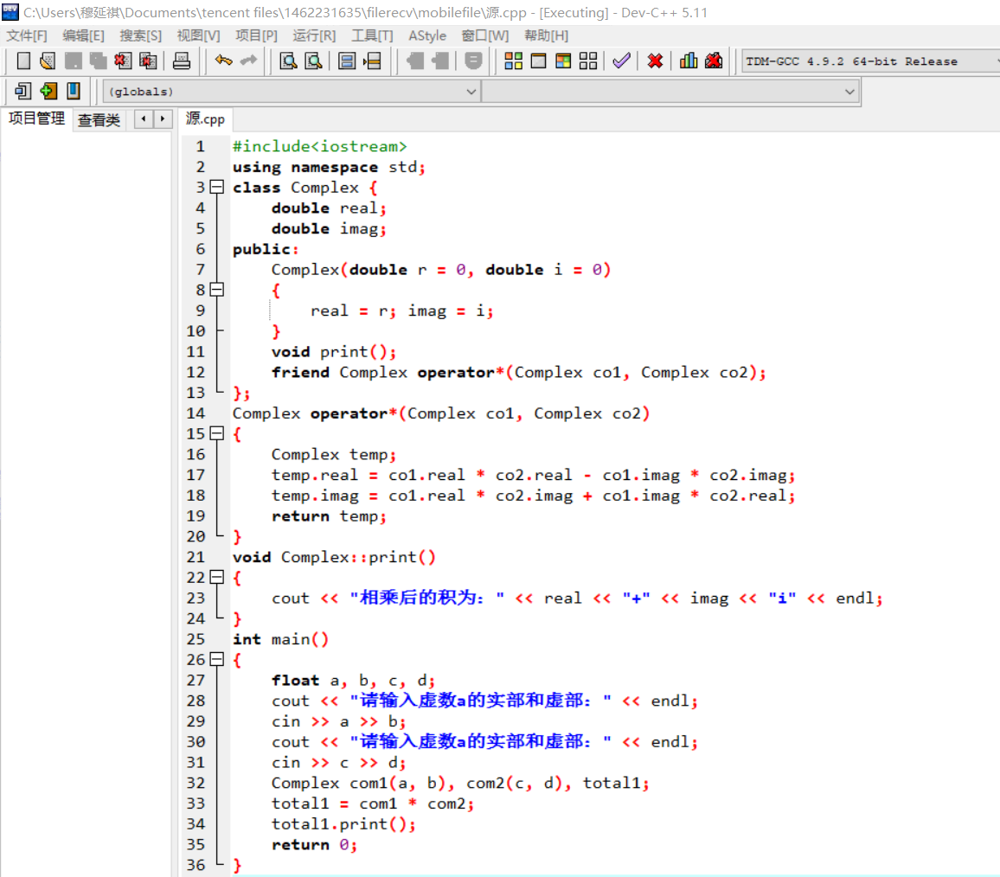 C:\Users\穆延祺\Documents\tencent files\1462231635\filerecv\mobilefile\源.cpp - [Executing] - Dev-C++ 5.11
文件[F] 编辑[E] 搜索[S] 视图[V] 项目[P] 运行[R] 工具[T] AStyle 窗口[W] 帮助[H]
TDM-GCC 4.9.2 64-bit Release
(globals)
项目管理 查看类 源.cpp
1 #include<iostream>
2 using namespace std;
3 class Complex {
4 double real;
5 double imag;
6 public:
7 Complex(double r = 0, double i = 0)
8 {
9 real = r; imag = i;
10 }
11 void print();
12 friend Complex operator*(Complex co1, Complex co2);
13 };
14 Complex operator*(Complex co1, Complex co2)
15 {
16 Complex temp;
17 temp.real = co1.real * co2.real - co1.imag * co2.imag;
18 temp.imag = co1.real * co2.imag + co1.imag * co2.real;
19 return temp;
20 }
21 void Complex::print()
22 {
23 cout << "相乘后的积为：" << real << "+" << imag << "i" << endl;
24 }
25 int main()
26 {
27 float a, b, c, d;
28 cout << "请输入虚数a的实部和虚部：" << endl;
29 cin >> a >> b;
30 cout << "请输入虚数a的实部和虚部：" << endl;
31 cin >> c >> d;
32 Complex com1(a, b), com2(c, d), total1;
33 total1 = com1 * com2;
34 total1.print();
35 return 0;
36 }